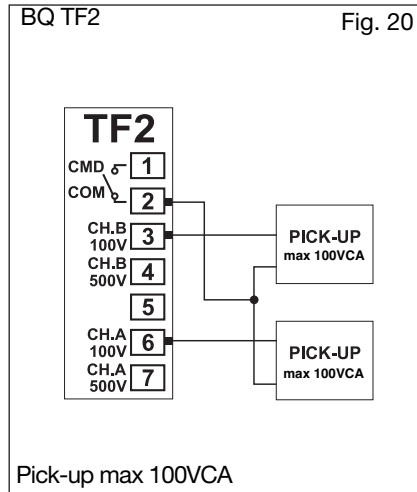 BQ TF2
Fig. 20
TF2
CMD
1
COM
2
CH.B
100V
3
CH.B
500V
4
5
CH.A
100V
6
CH.A
500V
7
PICK-UP
max 100VCA
PICK-UP
max 100VCA
Pick-up max 100VCA